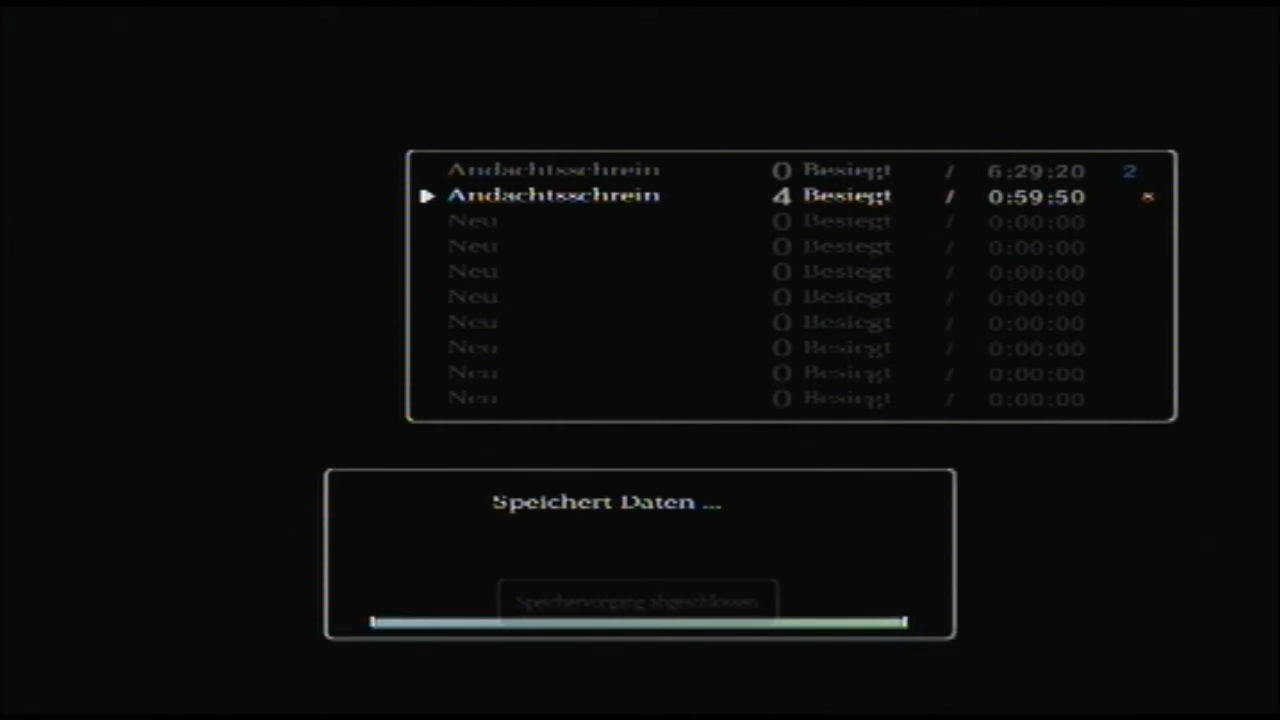 Andachtsschrein 0 Besiegt / 6:29:20 2
Andachtsschrein 4 Besiegt / 0:59:50 8
Neu 0 Besiegt / 0:00:00
Neu 0 Besiegt / 0:00:00
Neu 0 Besiegt / 0:00:00
Neu 0 Besiegt / 0:00:00
Neu 0 Besiegt / 0:00:00
Neu 0 Besiegt / 0:00:00
Neu 0 Besiegt / 0:00:00
Neu 0 Besiegt / 0:00:00
Speichert Daten ...
Speichervorgang abgeschlossen